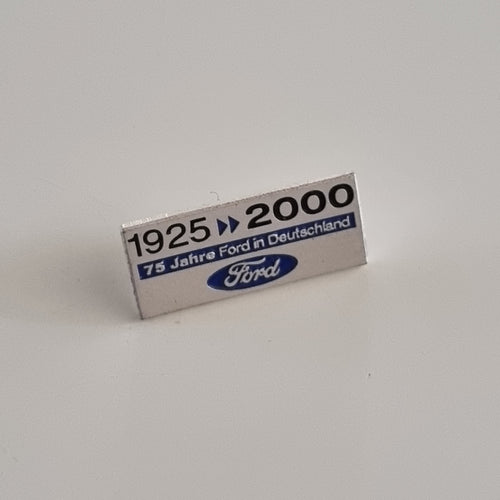 1925 ▸▸ 2000
75 Jahre Ford in Deutschland
Ford